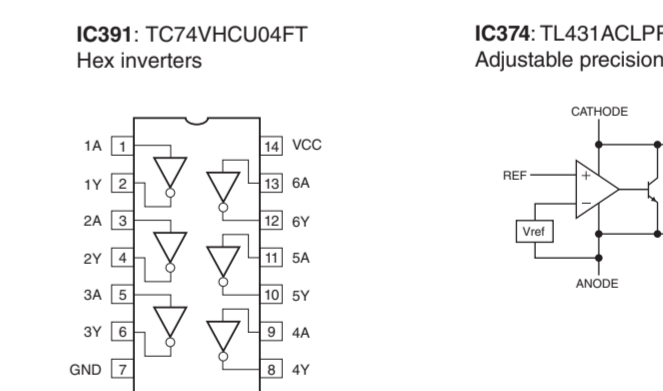 IC391: TC74VHCU04FT
Hex inverters
1A 1
1Y 2
2A 3
2Y 4
3A 5
3Y 6
GND 7
14 VCC
13 6A
12 6Y
11 5A
10 5Y
9 4A
8 4Y
IC374: TL431ACLP
Adjustable precision
CATHODE
REF
+
−
Vref
ANODE